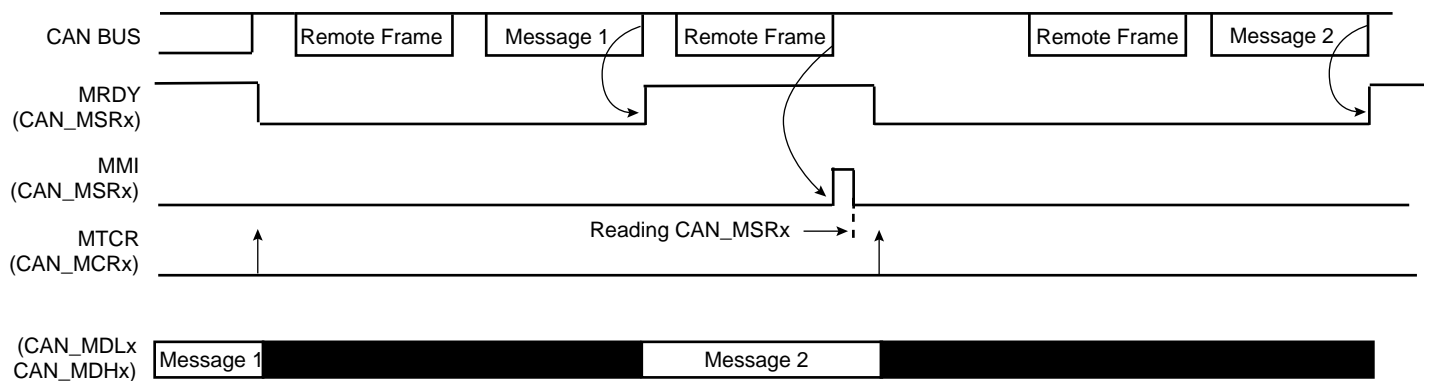 CAN BUS
Remote Frame
Message 1
Remote Frame
Remote Frame
Message 2
MRDY
(CAN_MSRx)
MMI
(CAN_MSRx)
Reading CAN_MSRx
MTCR
(CAN_MCRx)
(CAN_MDLx
CAN_MDHx)
Message 1
Message 2